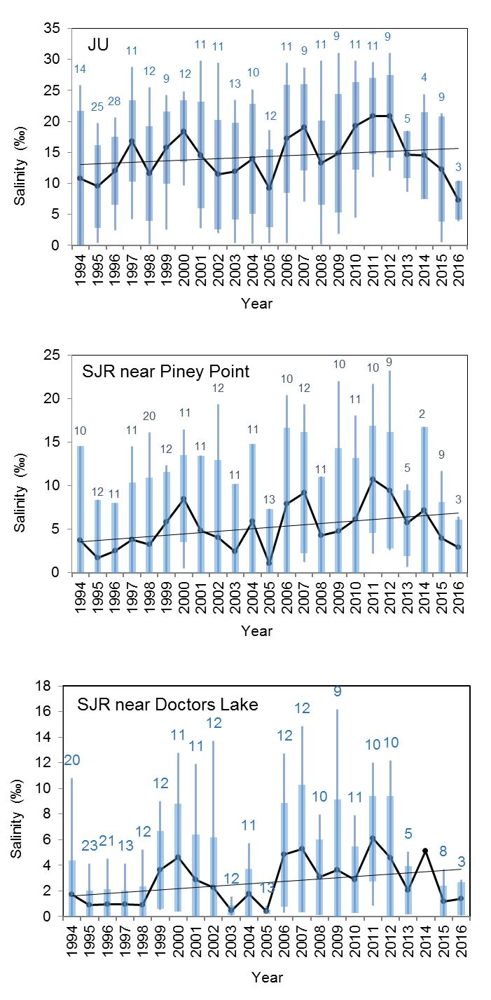 JU
Salinity (‰)
35
30
25
20
15
10
5
0
14 25 28 11 12 9 12 11 11 13 10 12 11 9 11 9 11 11 9 5 4 9 3
1994 1995 1996 1997 1998 1999 2000 2001 2002 2003 2004 2005 2006 2007 2008 2009 2010 2011 2012 2013 2014 2015 2016
Year
SJR near Piney Point
Salinity (‰)
25
20
15
10
5
0
10 12 11 11 20 12 11 11 12 11 11 13 10 12 11 10 11 10 9 5 2 9 3
1994 1995 1996 1997 1998 1999 2000 2001 2002 2003 2004 2005 2006 2007 2008 2009 2010 2011 2012 2013 2014 2015 2016
Year
SJR near Doctors Lake
Salinity (‰)
18
16
14
12
10
8
6
4
2
0
20 23 21 13 12 12 11 11 12 12 11 13 12 12 10 9 11 10 10 5 8 3
1994 1995 1996 1997 1998 1999 2000 2001 2002 2003 2004 2005 2006 2007 2008 2009 2010 2011 2012 2013 2014 2015 2016
Year